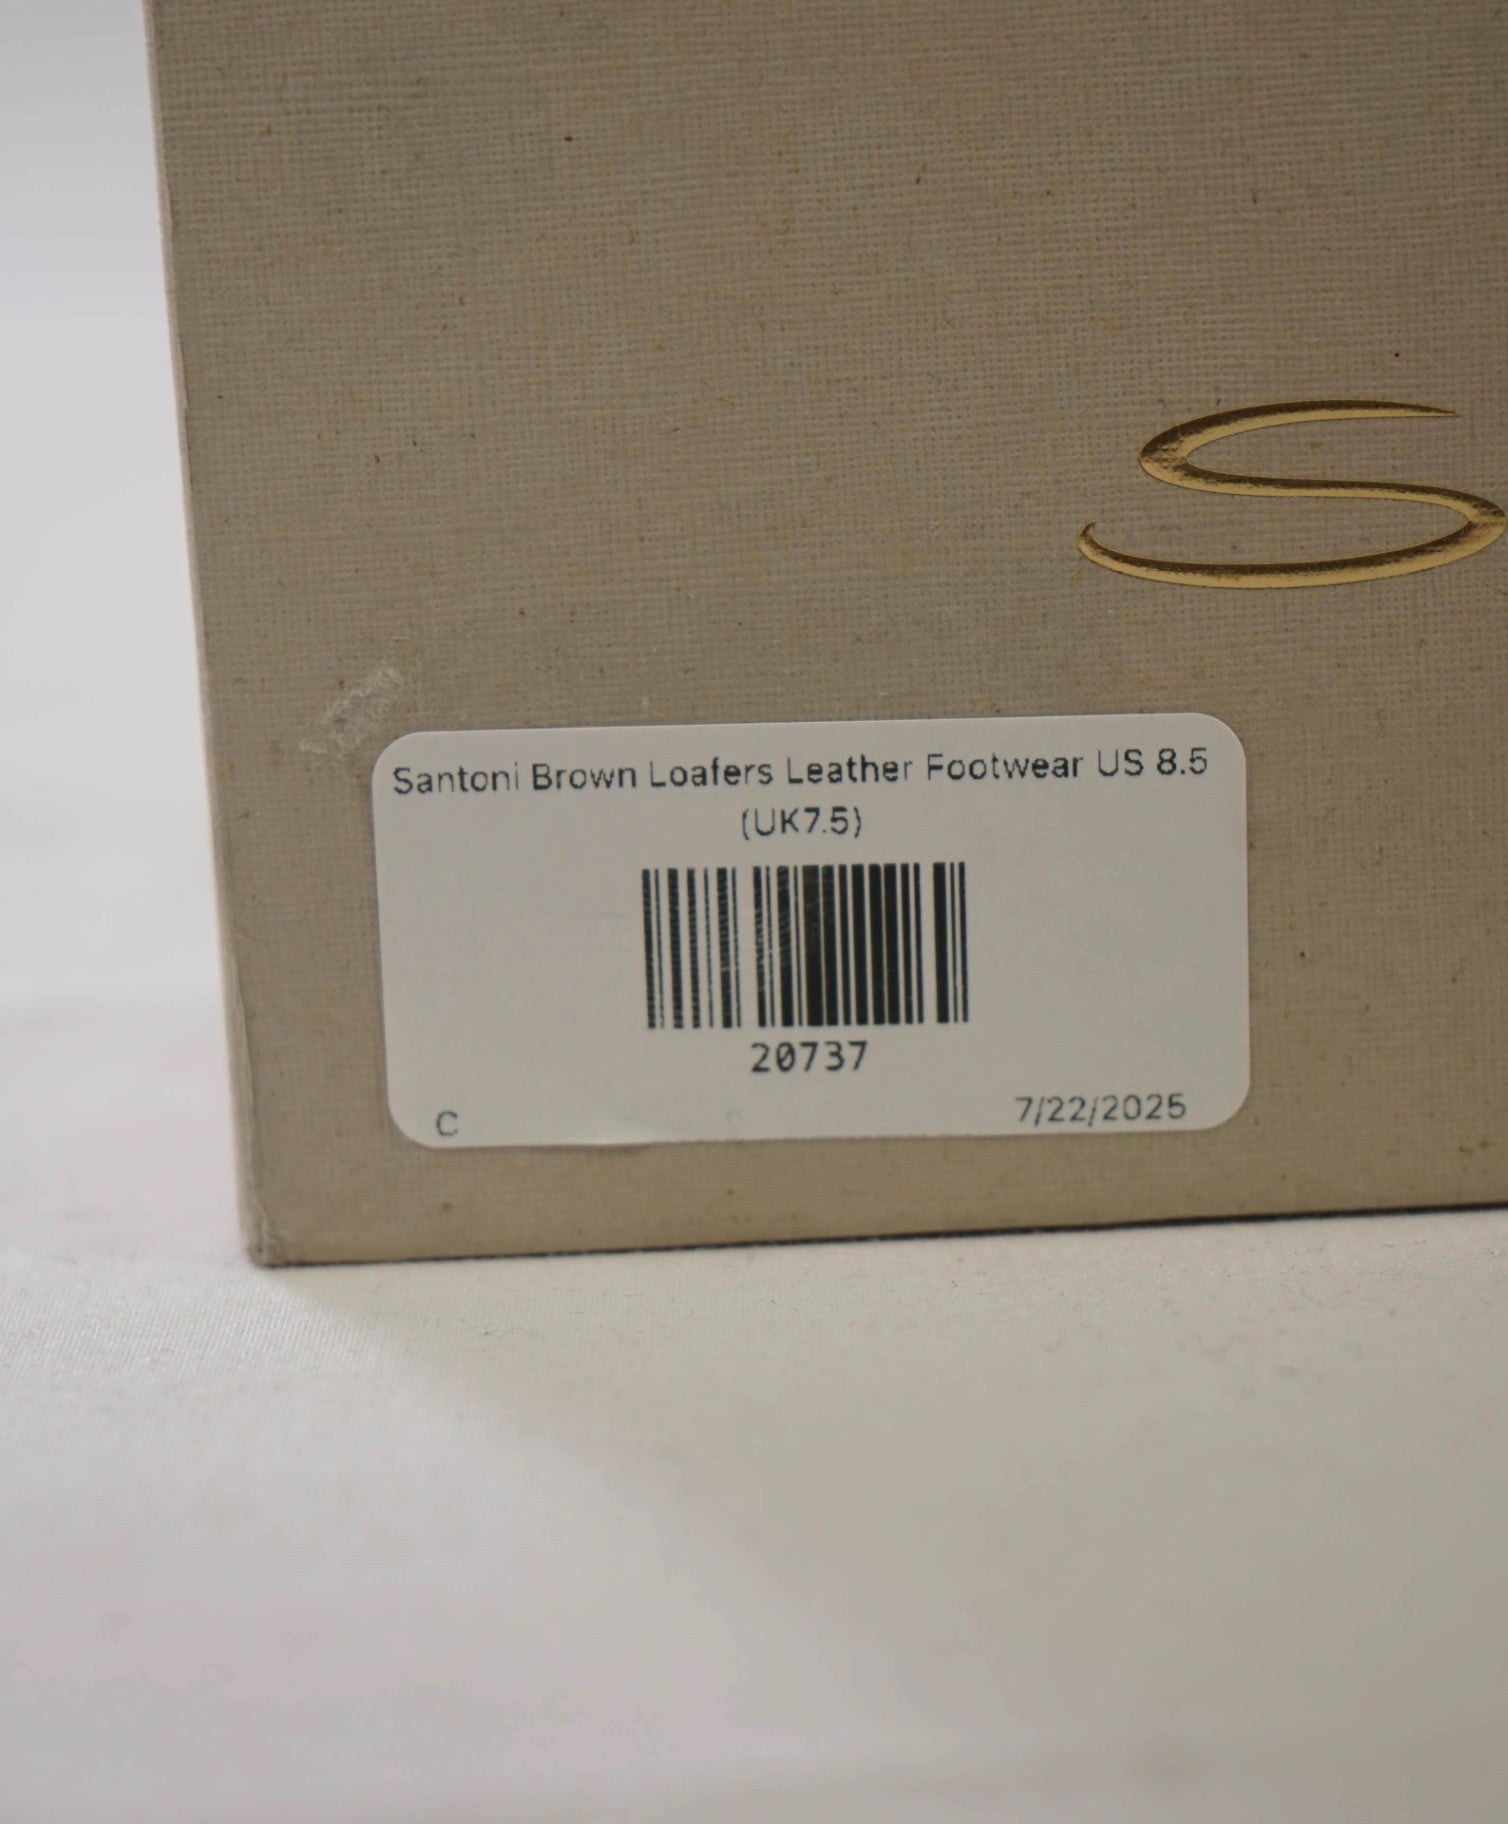 S
Santoni Brown Loafers Leather Footwear US 8.5
(UK7.5)
20737
C
7/22/2025